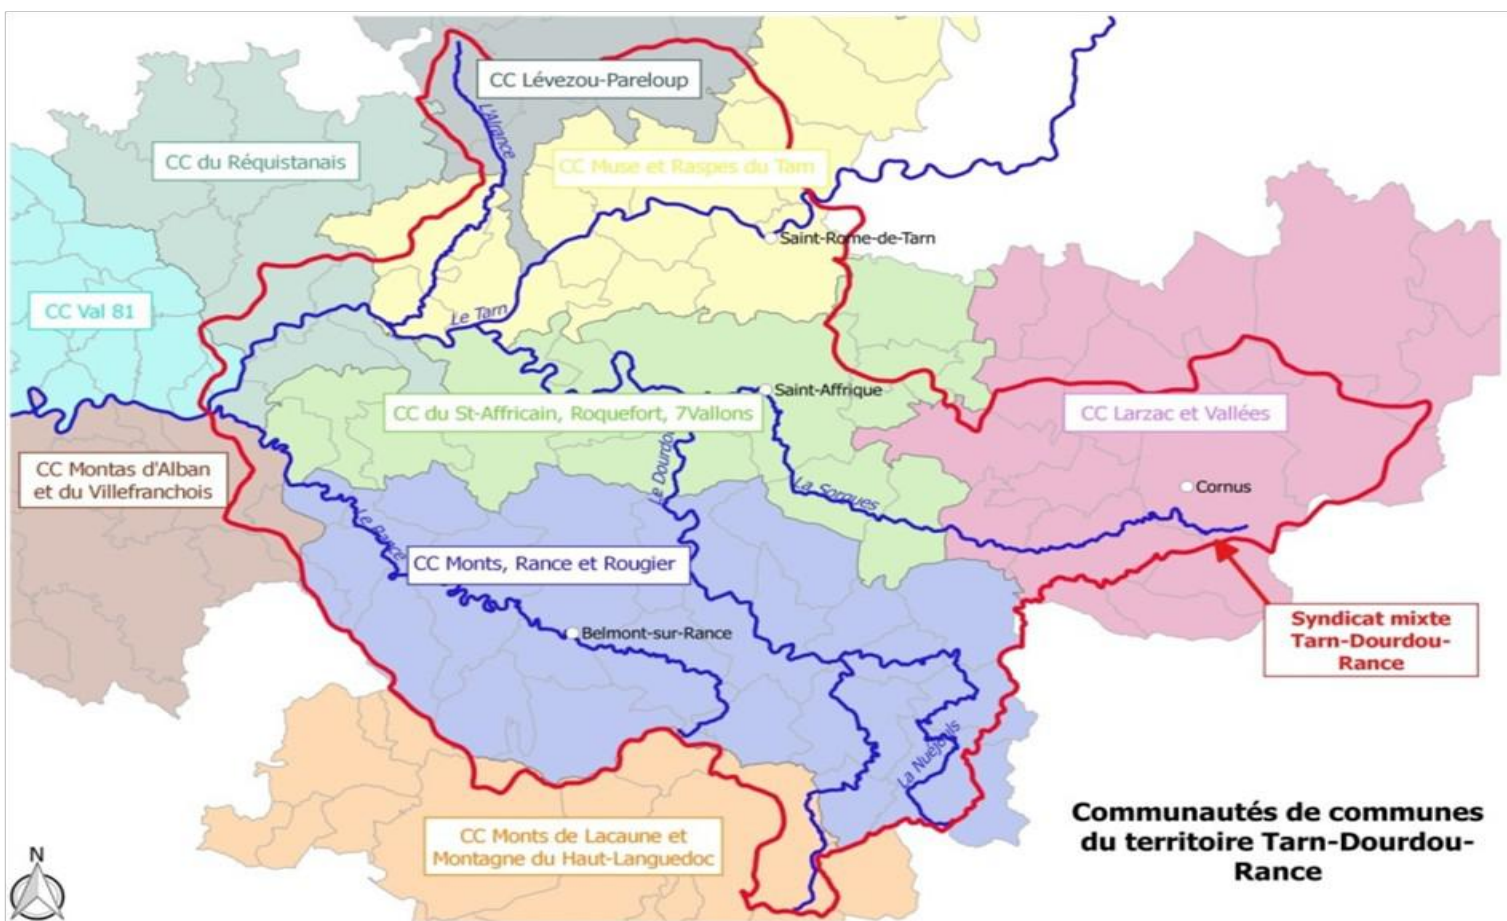 CC Lévezou-Pareloup
L'Alrance
CC du Réquistanais
CC Muse et Raspes du Tarn
Saint-Rome-de-Tarn
CC Val 81
Le Tarn
Saint-Affrique
CC du St-Affricain, Roquefort, 7Vallons
CC Larzac et Vallées
CC Montas d'Alban
et du Villefranchois
Le Dourdou
La Sorgues
Cornus
Le Rance
CC Monts, Rance et Rougier
Belmont-sur-Rance
Syndicat mixte
Tarn-Dourdou-
Rance
La Nuéjouls
CC Monts de Lacaune et
Montagne du Haut-Languedoc
Communautés de communes
du territoire Tarn-Dourdou-
Rance
N